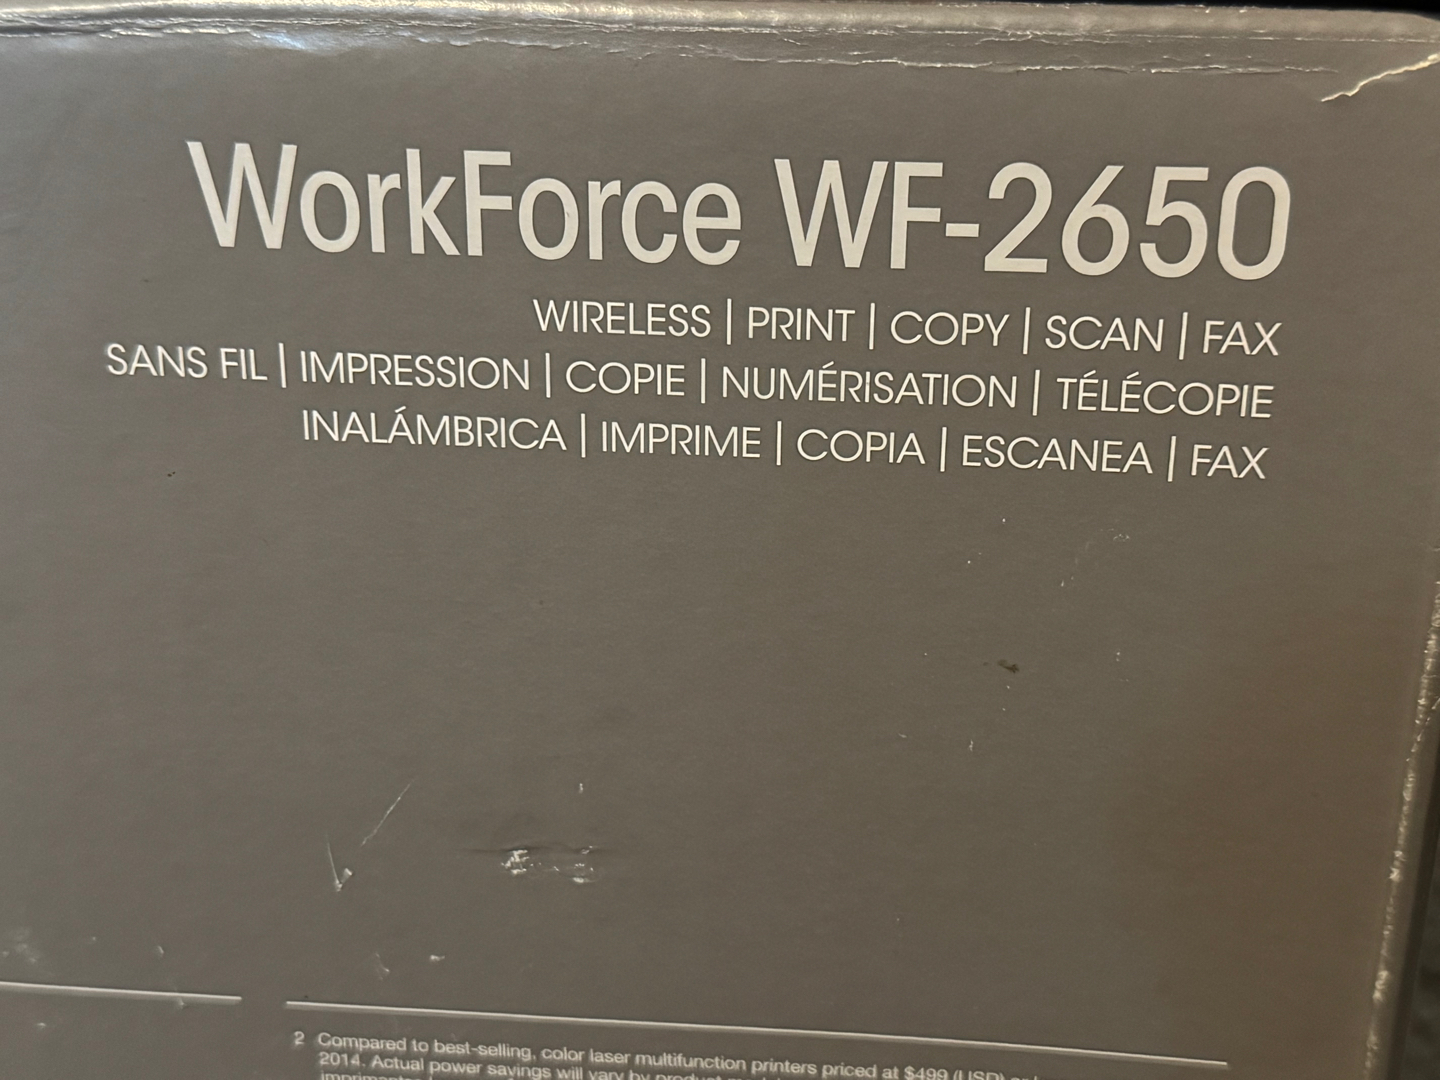 WorkForce WF-2650
WIRELESS | PRINT | COPY | SCAN | FAX
SANS FIL | IMPRESSION | COPIE | NUMÉRISATION | TÉLÉCOPIE
INALÁMBRICA | IMPRIME | COPIA | ESCANEA | FAX
2 Compared to best-selling, color laser multifunction printers priced at $499 (USD)
2014. Actual power savings will vary by product